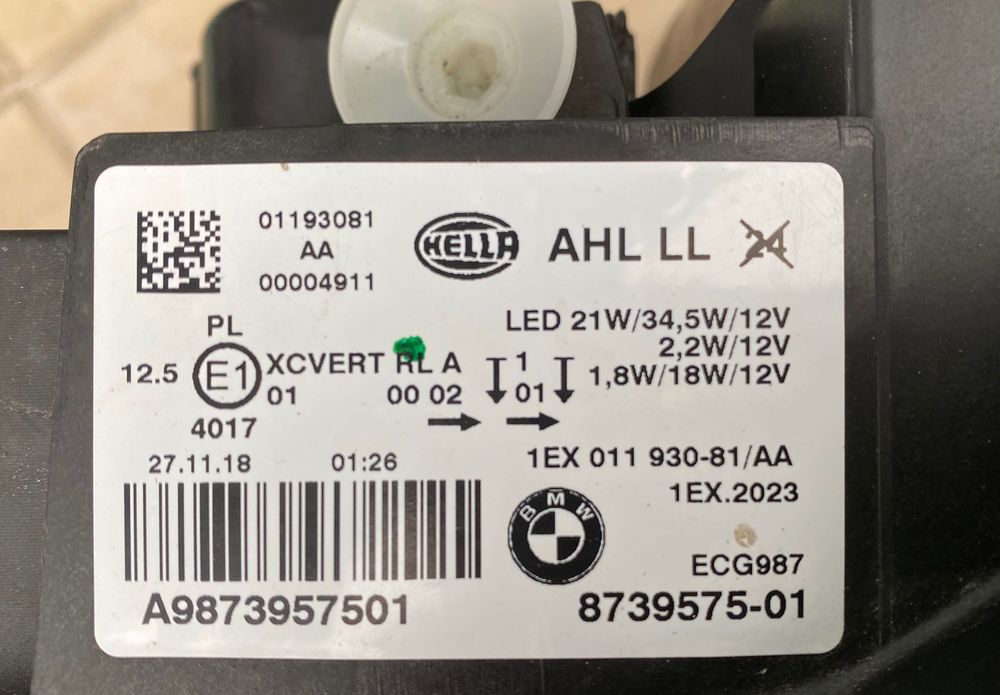 01193081
AA
00004911
HELLA
AHL LL
24
PL
12.5
E1
XCVERT RL A
01
00 02
4017
1
01
LED 21W/34,5W/12V
2,2W/12V
1,8W/18W/12V
27.11.18 01:26
1EX 011 930-81/AA
1EX.2023
BMW
ECG987
A9873957501
8739575-01